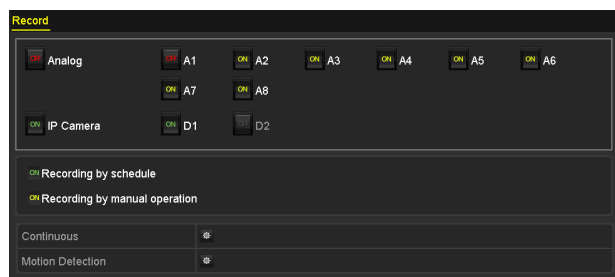 Record
OFF Analog OFF A1 ON A2 ON A3 ON A4 ON A5 ON A6
ON A7 ON A8
ON IP Camera ON D1 OFF D2
ON Recording by schedule
ON Recording by manual operation
Continuous
Motion Detection